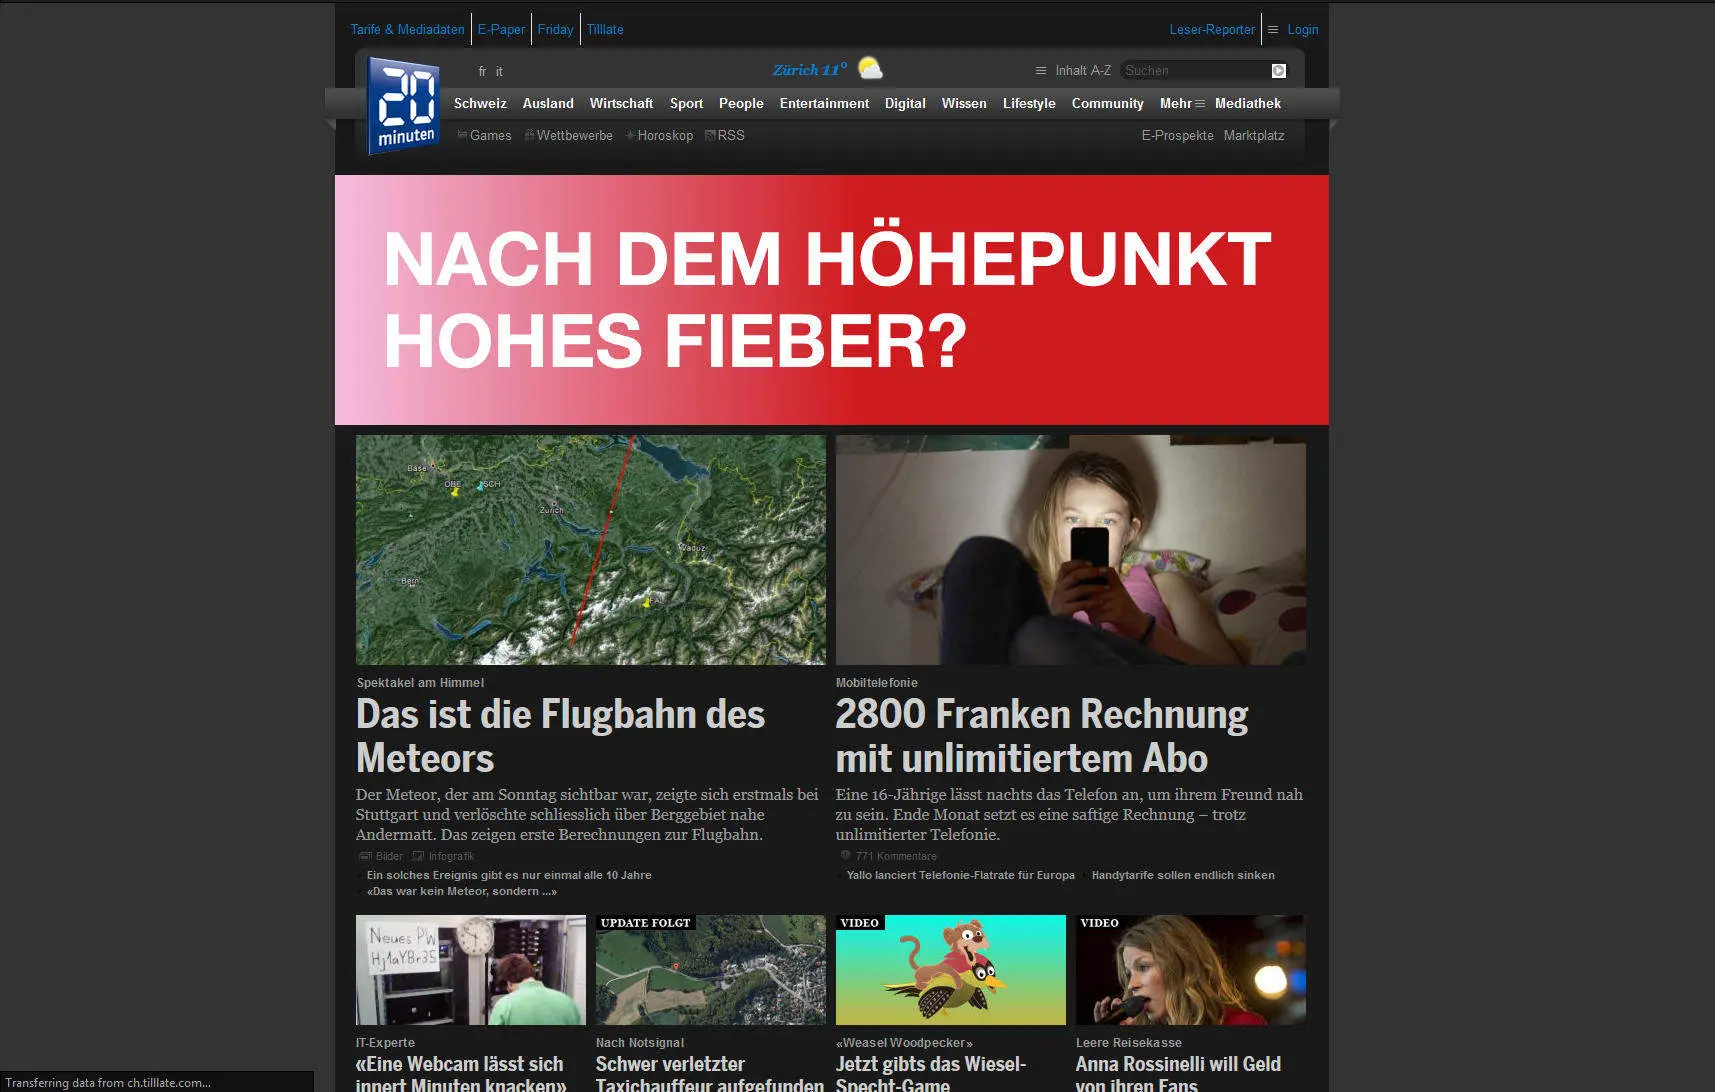 Tarife & Mediadaten E-Paper Friday Tilllate Leser-Reporter Login
20 minuten
fr it Zürich 11° Inhalt A-Z Suchen
Schweiz Ausland Wirtschaft Sport People Entertainment Digital Wissen Lifestyle Community Mehr Mediathek
Games Wettbewerbe Horoskop RSS E-Prospekte Marktplatz
NACH DEM HÖHEPUNKT
HOHES FIEBER?
Base
OBE SCH
Zürich
Vaduz
Bern
Spektakel am Himmel
Das ist die Flugbahn des
Meteors
Der Meteor, der am Sonntag sichtbar war, zeigte sich erstmals bei
Stuttgart und verlöschte schliesslich über Berggebiet nahe
Andermatt. Das zeigen erste Berechnungen zur Flugbahn.
Bilder Infografik
Ein solches Ereignis gibt es nur einmal alle 10 Jahre
«Das war kein Meteor, sondern ...»
Mobiltelefonie
2800 Franken Rechnung
mit unlimitiertem Abo
Eine 16-Jährige lässt nachts das Telefon an, um ihrem Freund nah
zu sein. Ende Monat setzt es eine saftige Rechnung – trotz
unlimitierter Telefonie.
771 Kommentare
Yallo lanciert Telefonie-Flatrate für Europa Handytarife sollen endlich sinken
Neues PW
Hj1aYBr35
IT-Experte
«Eine Webcam lässt sich
innert Minuten knacken»
UPDATE FOLGT
Nach Notsignal
Schwer verletzter
Taxichauffeur aufgefunden
VIDEO
«Weasel Woodpecker»
Jetzt gibts das Wiesel-
Specht-Game
VIDEO
Leere Reisekasse
Anna Rossinelli will Geld
von ihren Fans
Transferring data from ch.tilllate.com...